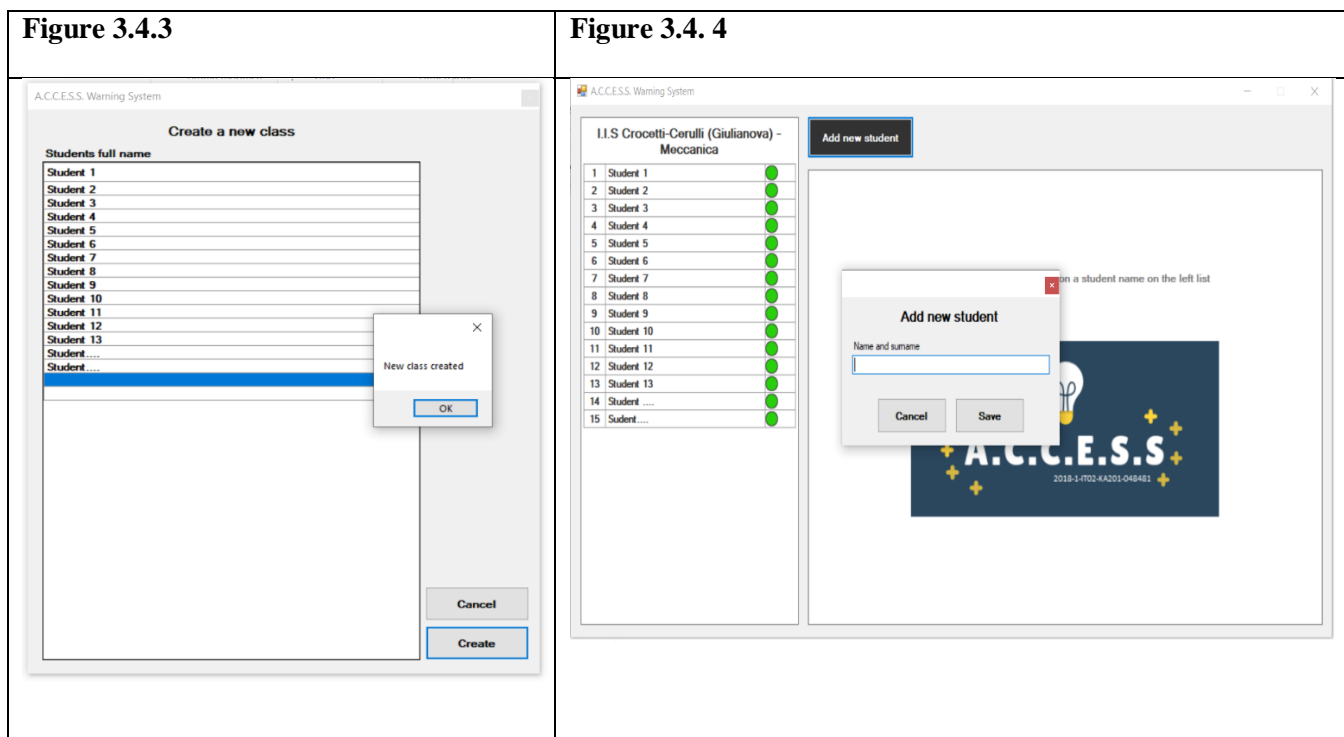 Figure 3.4.3
A.C.C.E.S.S. Warning System
Create a new class
Students full name
Student 1
Student 2
Student 3
Student 4
Student 5
Student 6
Student 7
Student 8
Student 9
Student 10
Student 11
Student 12
Student 13
Student....
Student....
New class created
OK
Cancel
Create
Figure 3.4. 4
A.C.C.E.S.S. Warning System
I.I.S Crocetti-Cerulli (Giulianova) -
Meccanica
Add new student
1 Student 1
2 Student 2
3 Student 3
4 Student 4
5 Student 5
6 Student 6
7 Student 7
8 Student 8
9 Student 9
10 Student 10
11 Student 11
12 Student 12
13 Student 13
14 Student ....
15 Sudent....
on a student name on the left list
Add new student
Name and surname
Cancel Save
A.C.C.E.S.S
2018-1-IT02-KA201-048481